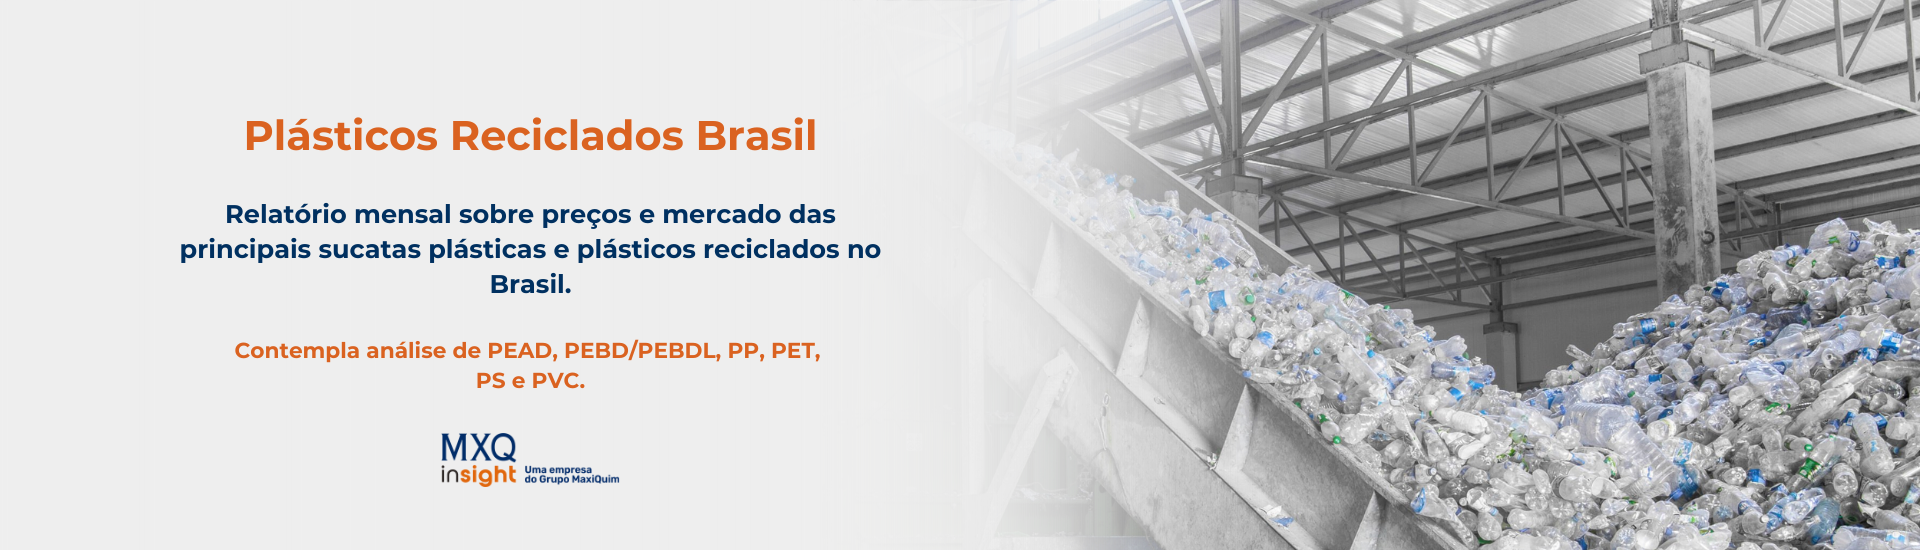 Plásticos Reciclados Brasil
Relatório mensal sobre preços e mercado das
principais sucatas plásticas e plásticos reciclados no
Brasil.
Contempla análise de PEAD, PEBD/PEBDL, PP, PET,
PS e PVC.
MXQ
insight
Uma empresa
do Grupo MaxiQuim